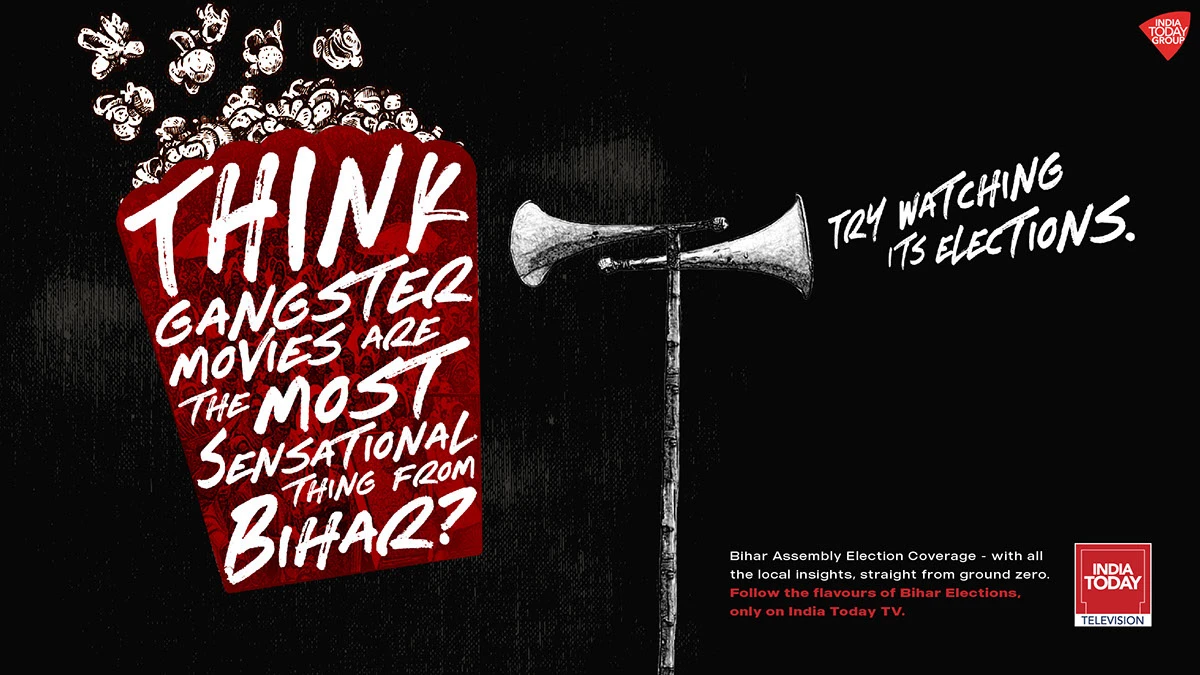 THINK
GANGSTER
MOVIES ARE
THE MOST
SENSATIONAL
THING FROM
BIHAR?
TRY WATCHING
ITS ELECTIONS.
INDIA
TODAY
GROUP
Bihar Assembly Election Coverage - with all
the local insights, straight from ground zero.
Follow the flavours of Bihar Elections,
only on India Today TV.
INDIA
TODAY
TELEVISION